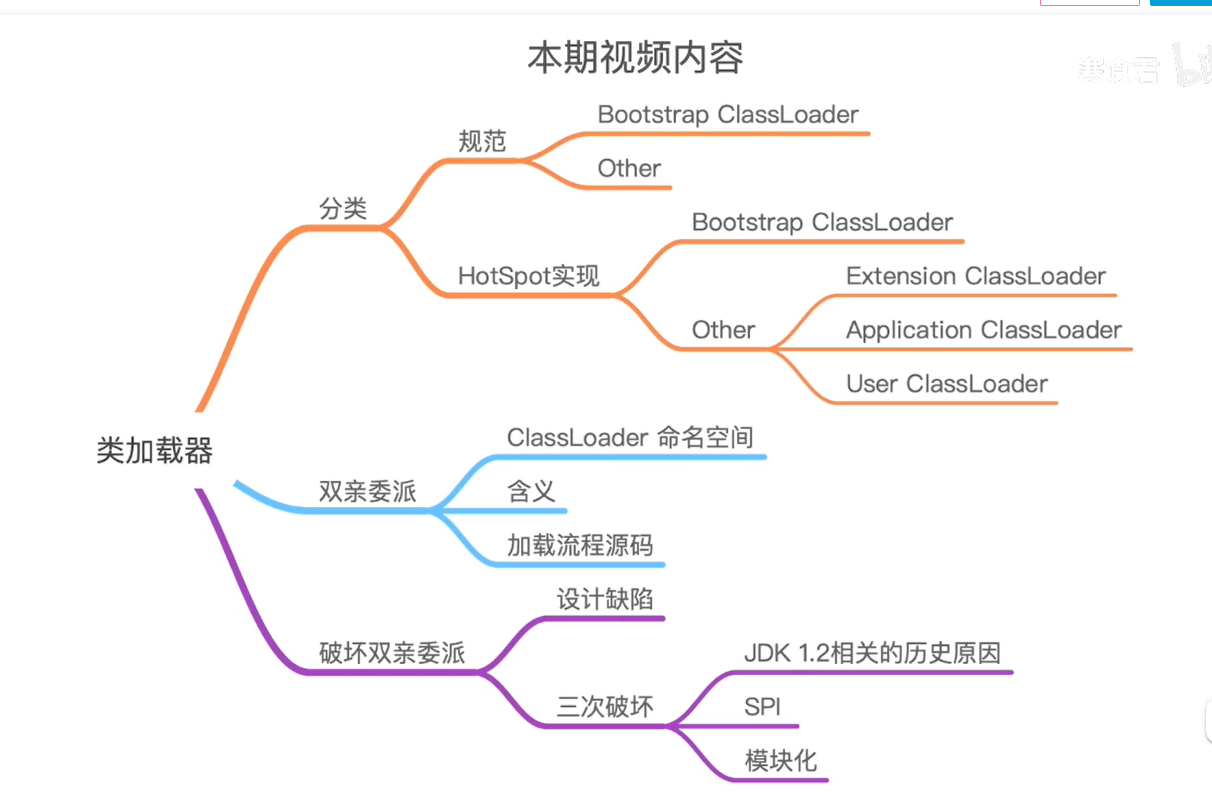 本期视频内容
寒食君
Bootstrap ClassLoader
规范
Other
分类
Bootstrap ClassLoader
HotSpot实现
Extension ClassLoader
Other
Application ClassLoader
User ClassLoader
类加载器
ClassLoader 命名空间
双亲委派
含义
加载流程源码
设计缺陷
破坏双亲委派
JDK 1.2相关的历史原因
三次破坏
SPI
模块化